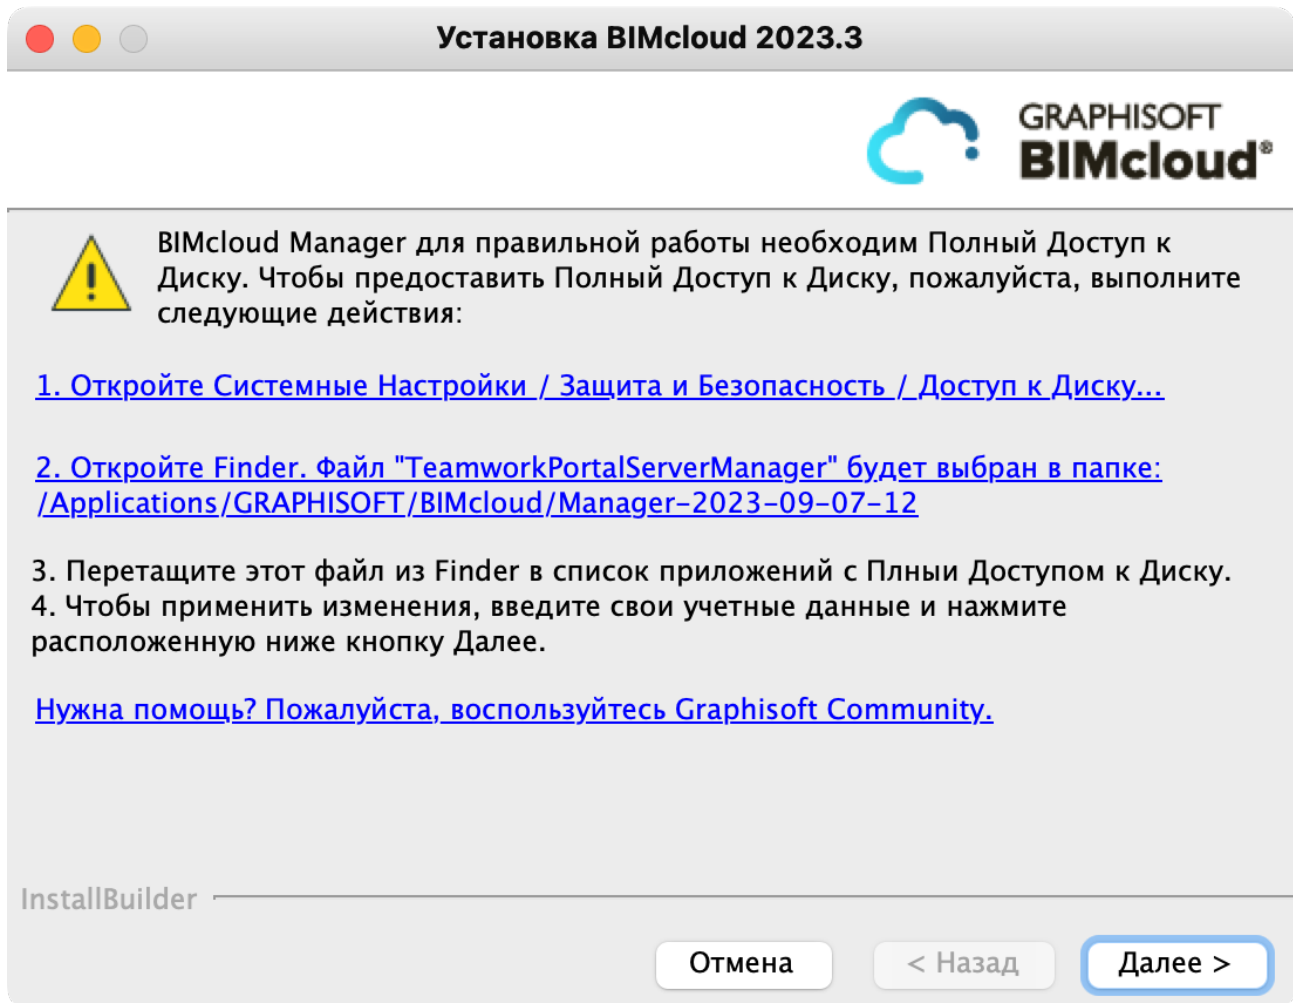 Установка BIMcloud 2023.3
GRAPHISOFT
BIMcloud®
BIMcloud Manager для правильной работы необходим Полный Доступ к
Диску. Чтобы предоставить Полный Доступ к Диску, пожалуйста, выполните
следующие действия:
1. Откройте Системные Настройки / Защита и Безопасность / Доступ к Диску...
2. Откройте Finder. Файл "TeamworkPortalServerManager" будет выбран в папке:
/Applications/GRAPHISOFT/BIMcloud/Manager-2023-09-07-12
3. Перетащите этот файл из Finder в список приложений с Плныи Доступом к Диску.
4. Чтобы применить изменения, введите свои учетные данные и нажмите
расположенную ниже кнопку Далее.
Нужна помощь? Пожалуйста, воспользуйтесь Graphisoft Community.
InstallBuilder
Отмена
< Назад
Далее >